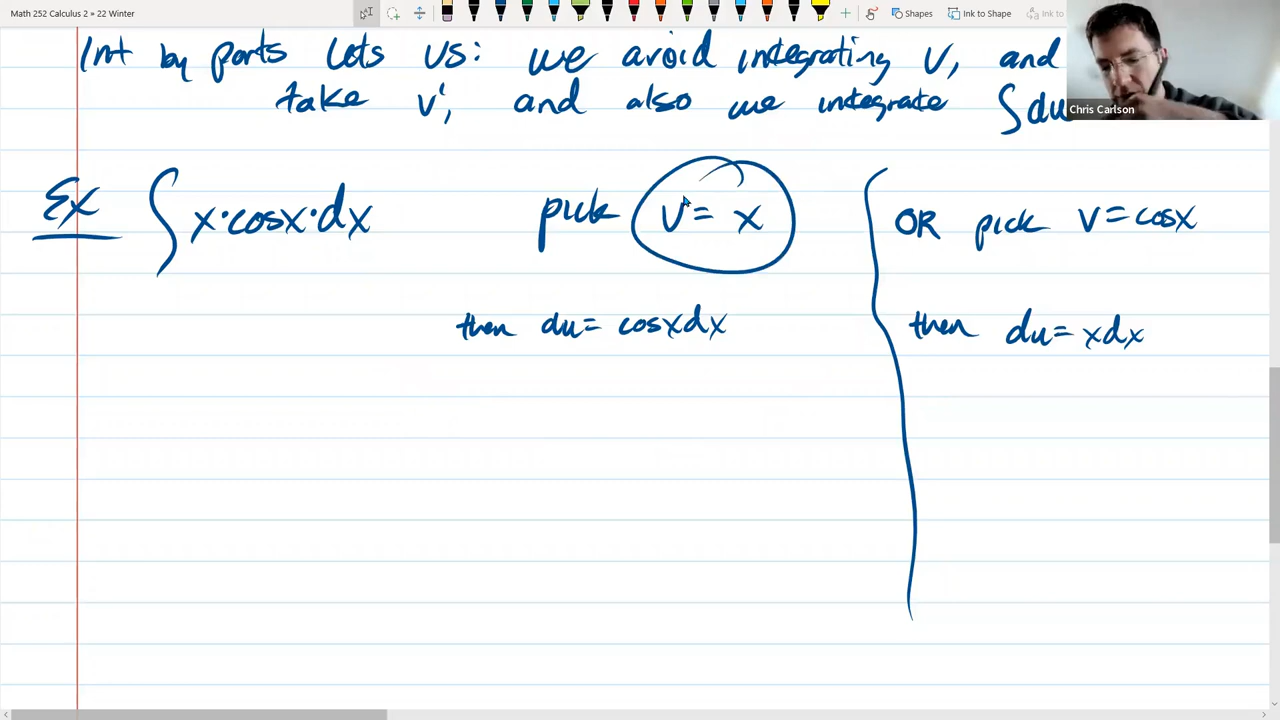 Math 252 Calculus 2 » 22 Winter
Shapes
Ink to Shape
Ink to
Chris Carlson
Int by parts lets us: we avoid integrating v, and
take v', and also we integrate ∫du
Ex ∫x·cosx·dx pick v= x OR pick v=cosx
then du= cosxdx then du= xdx